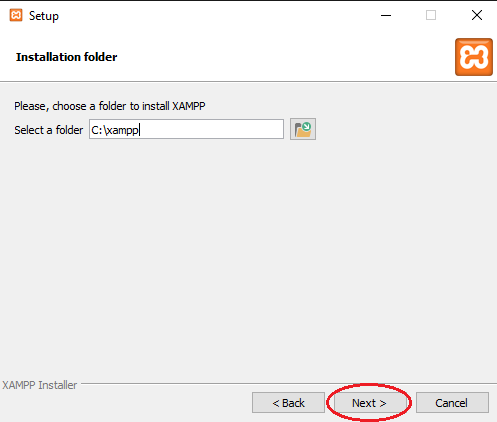 Setup
Installation folder
Please, choose a folder to install XAMPP
Select a folder C:\xampp
XAMPP Installer
< Back Next > Cancel